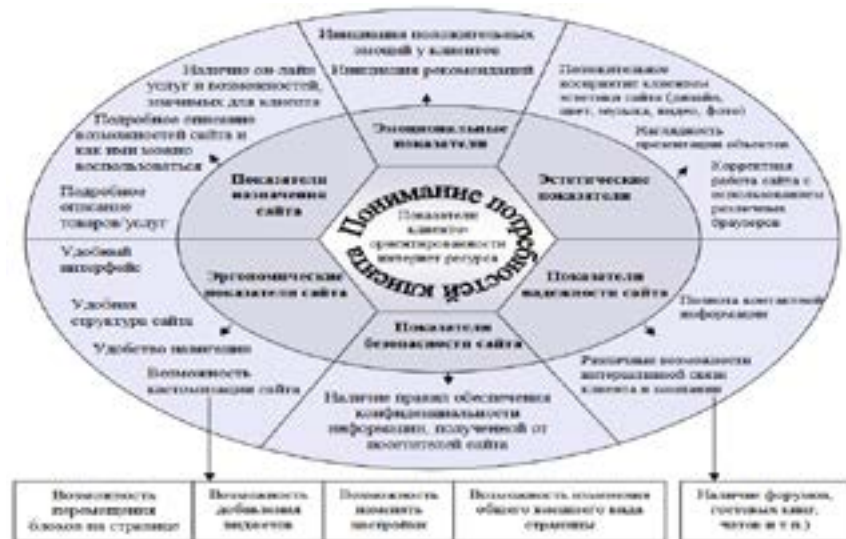 Инициация положительных
эмоций у клиентов
Инициация рекомендаций
Наличие он-лайн
услуг и возможностей,
значимых для клиента
Подробное описание
возможностей сайта и
как ими можно
воспользоваться
Подробное
описание
товаров/услуг
Положительное
восприятие клиентом
эстетики сайта (дизайн,
цвет, музыка, видео, фото)
Наглядность
презентации объектов
Корректная
работа сайта с
использованием
различных
браузеров
Эмоциональные
показатели
Показатели
назначения
сайта
Эстетические
показатели
Понимание потребностей клиента
Показатели
клиенто-
ориентированности
интернет ресурса
Эргономические
показатели сайта
Показатели
надежности сайта
Показатели
безопасности сайта
Удобный
интерфейс
Удобная
структура сайта
Удобство навигации
Возможность
кастомизации сайта
Полнота контактной
информации
Различные возможности
интерактивной связи
клиента и компании
Наличие правил обеспечения
конфиденциальности
информации, полученной от
посетителей сайта
Возможность
перемещения
блоков на странице
Возможность
добавления
виджетов
Возможность
изменять
настройки
Возможность изменения
общего внешнего вида
страницы
Наличие форумов,
гостевых книг,
чатов и т п.)